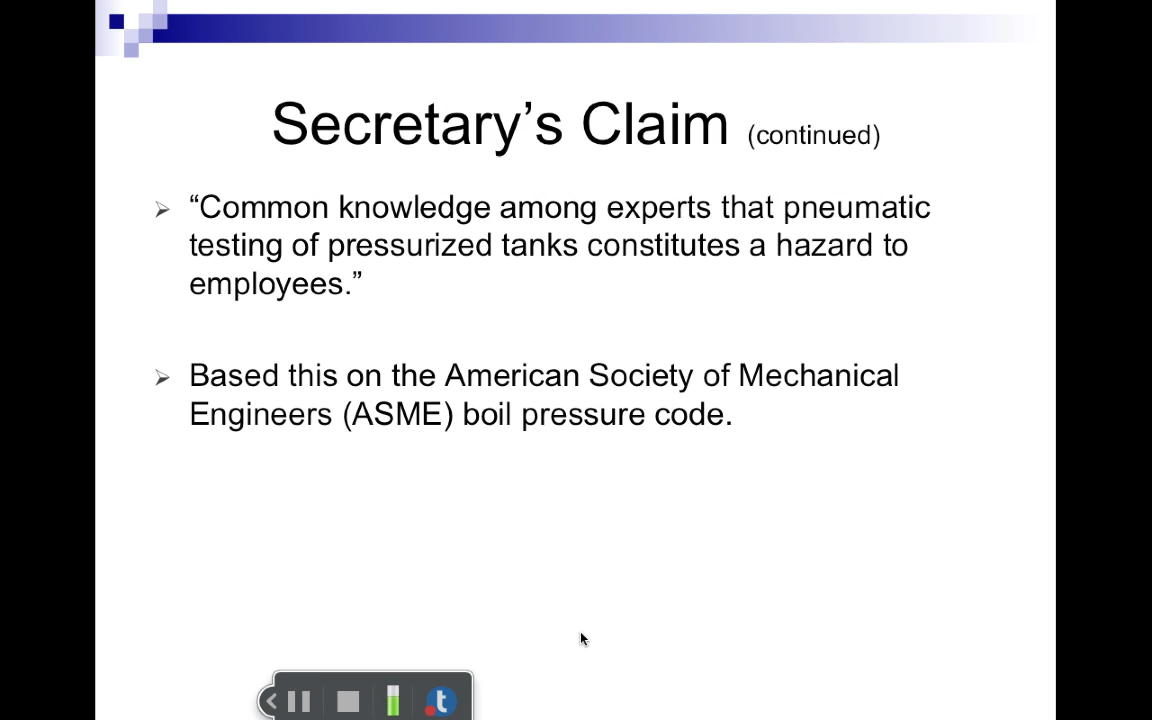 Secretary’s Claim (continued)
“Common knowledge among experts that pneumatic
testing of pressurized tanks constitutes a hazard to
employees.”
Based this on the American Society of Mechanical
Engineers (ASME) boil pressure code.
t